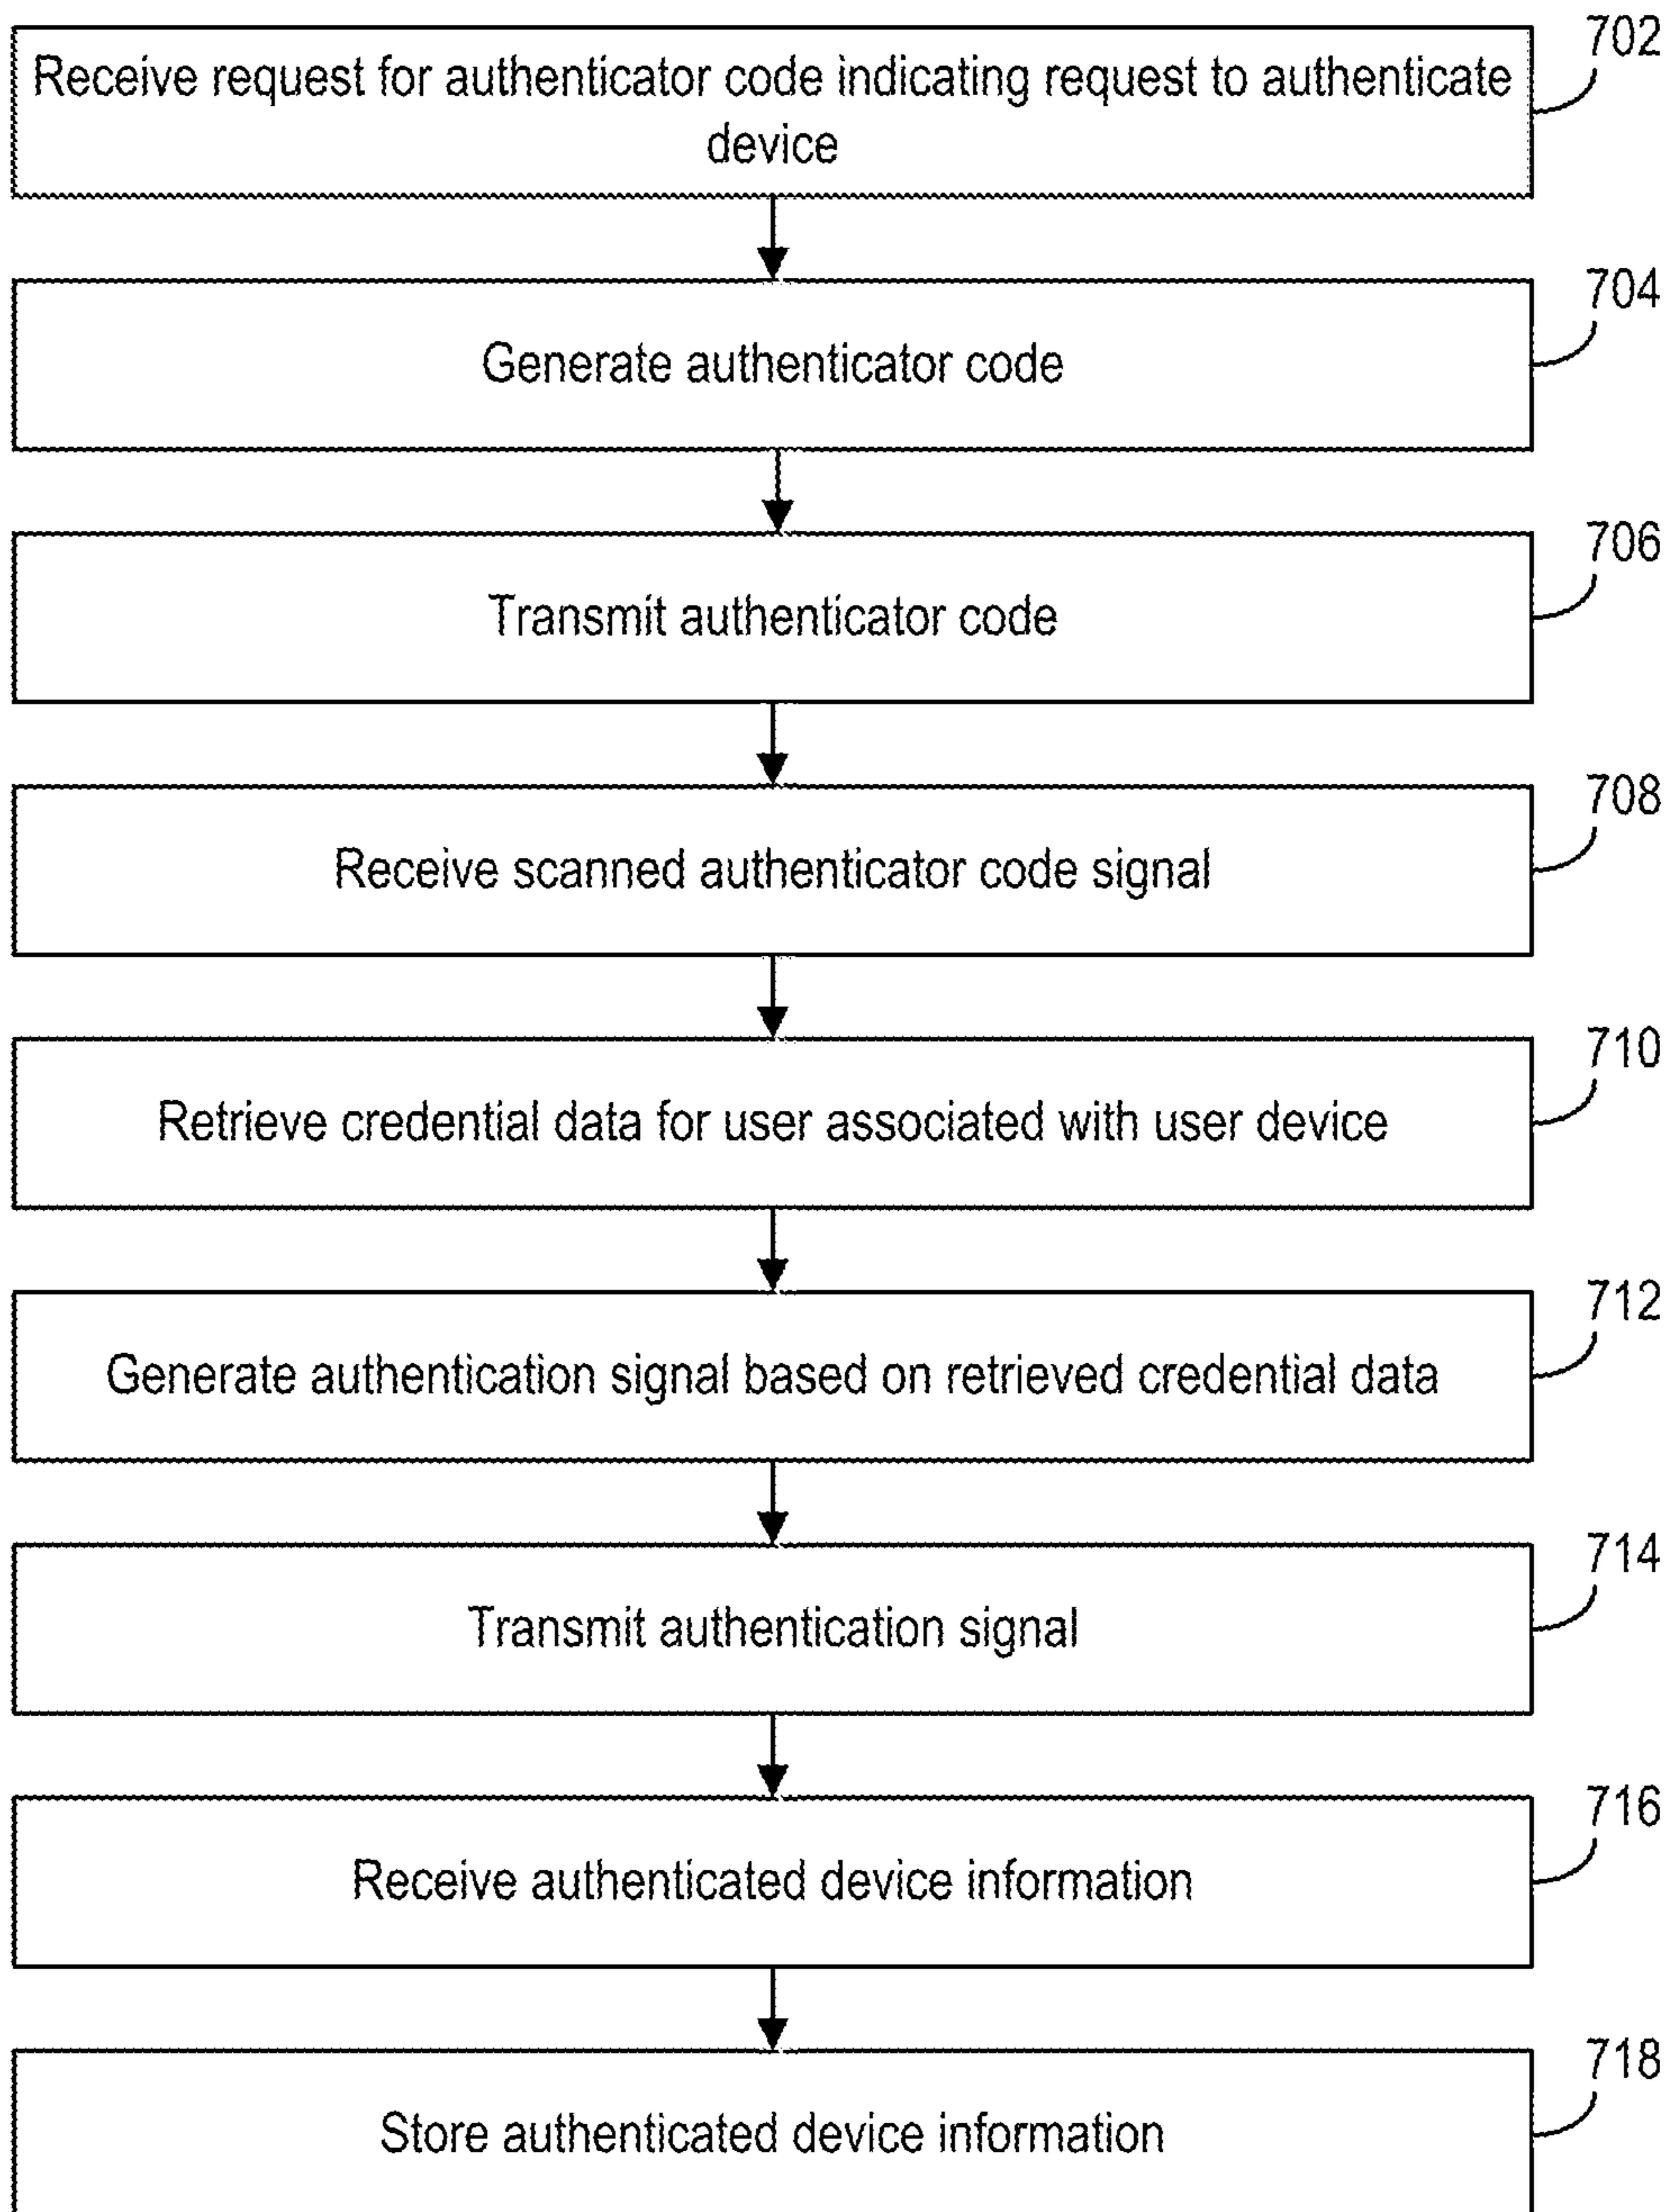 702
Receive request for authenticator code indicating request to authenticate
device
704
Generate authenticator code
706
Transmit authenticator code
708
Receive scanned authenticator code signal
710
Retrieve credential data for user associated with user device
712
Generate authentication signal based on retrieved credential data
714
Transmit authentication signal
716
Receive authenticated device information
718
Store authenticated device information